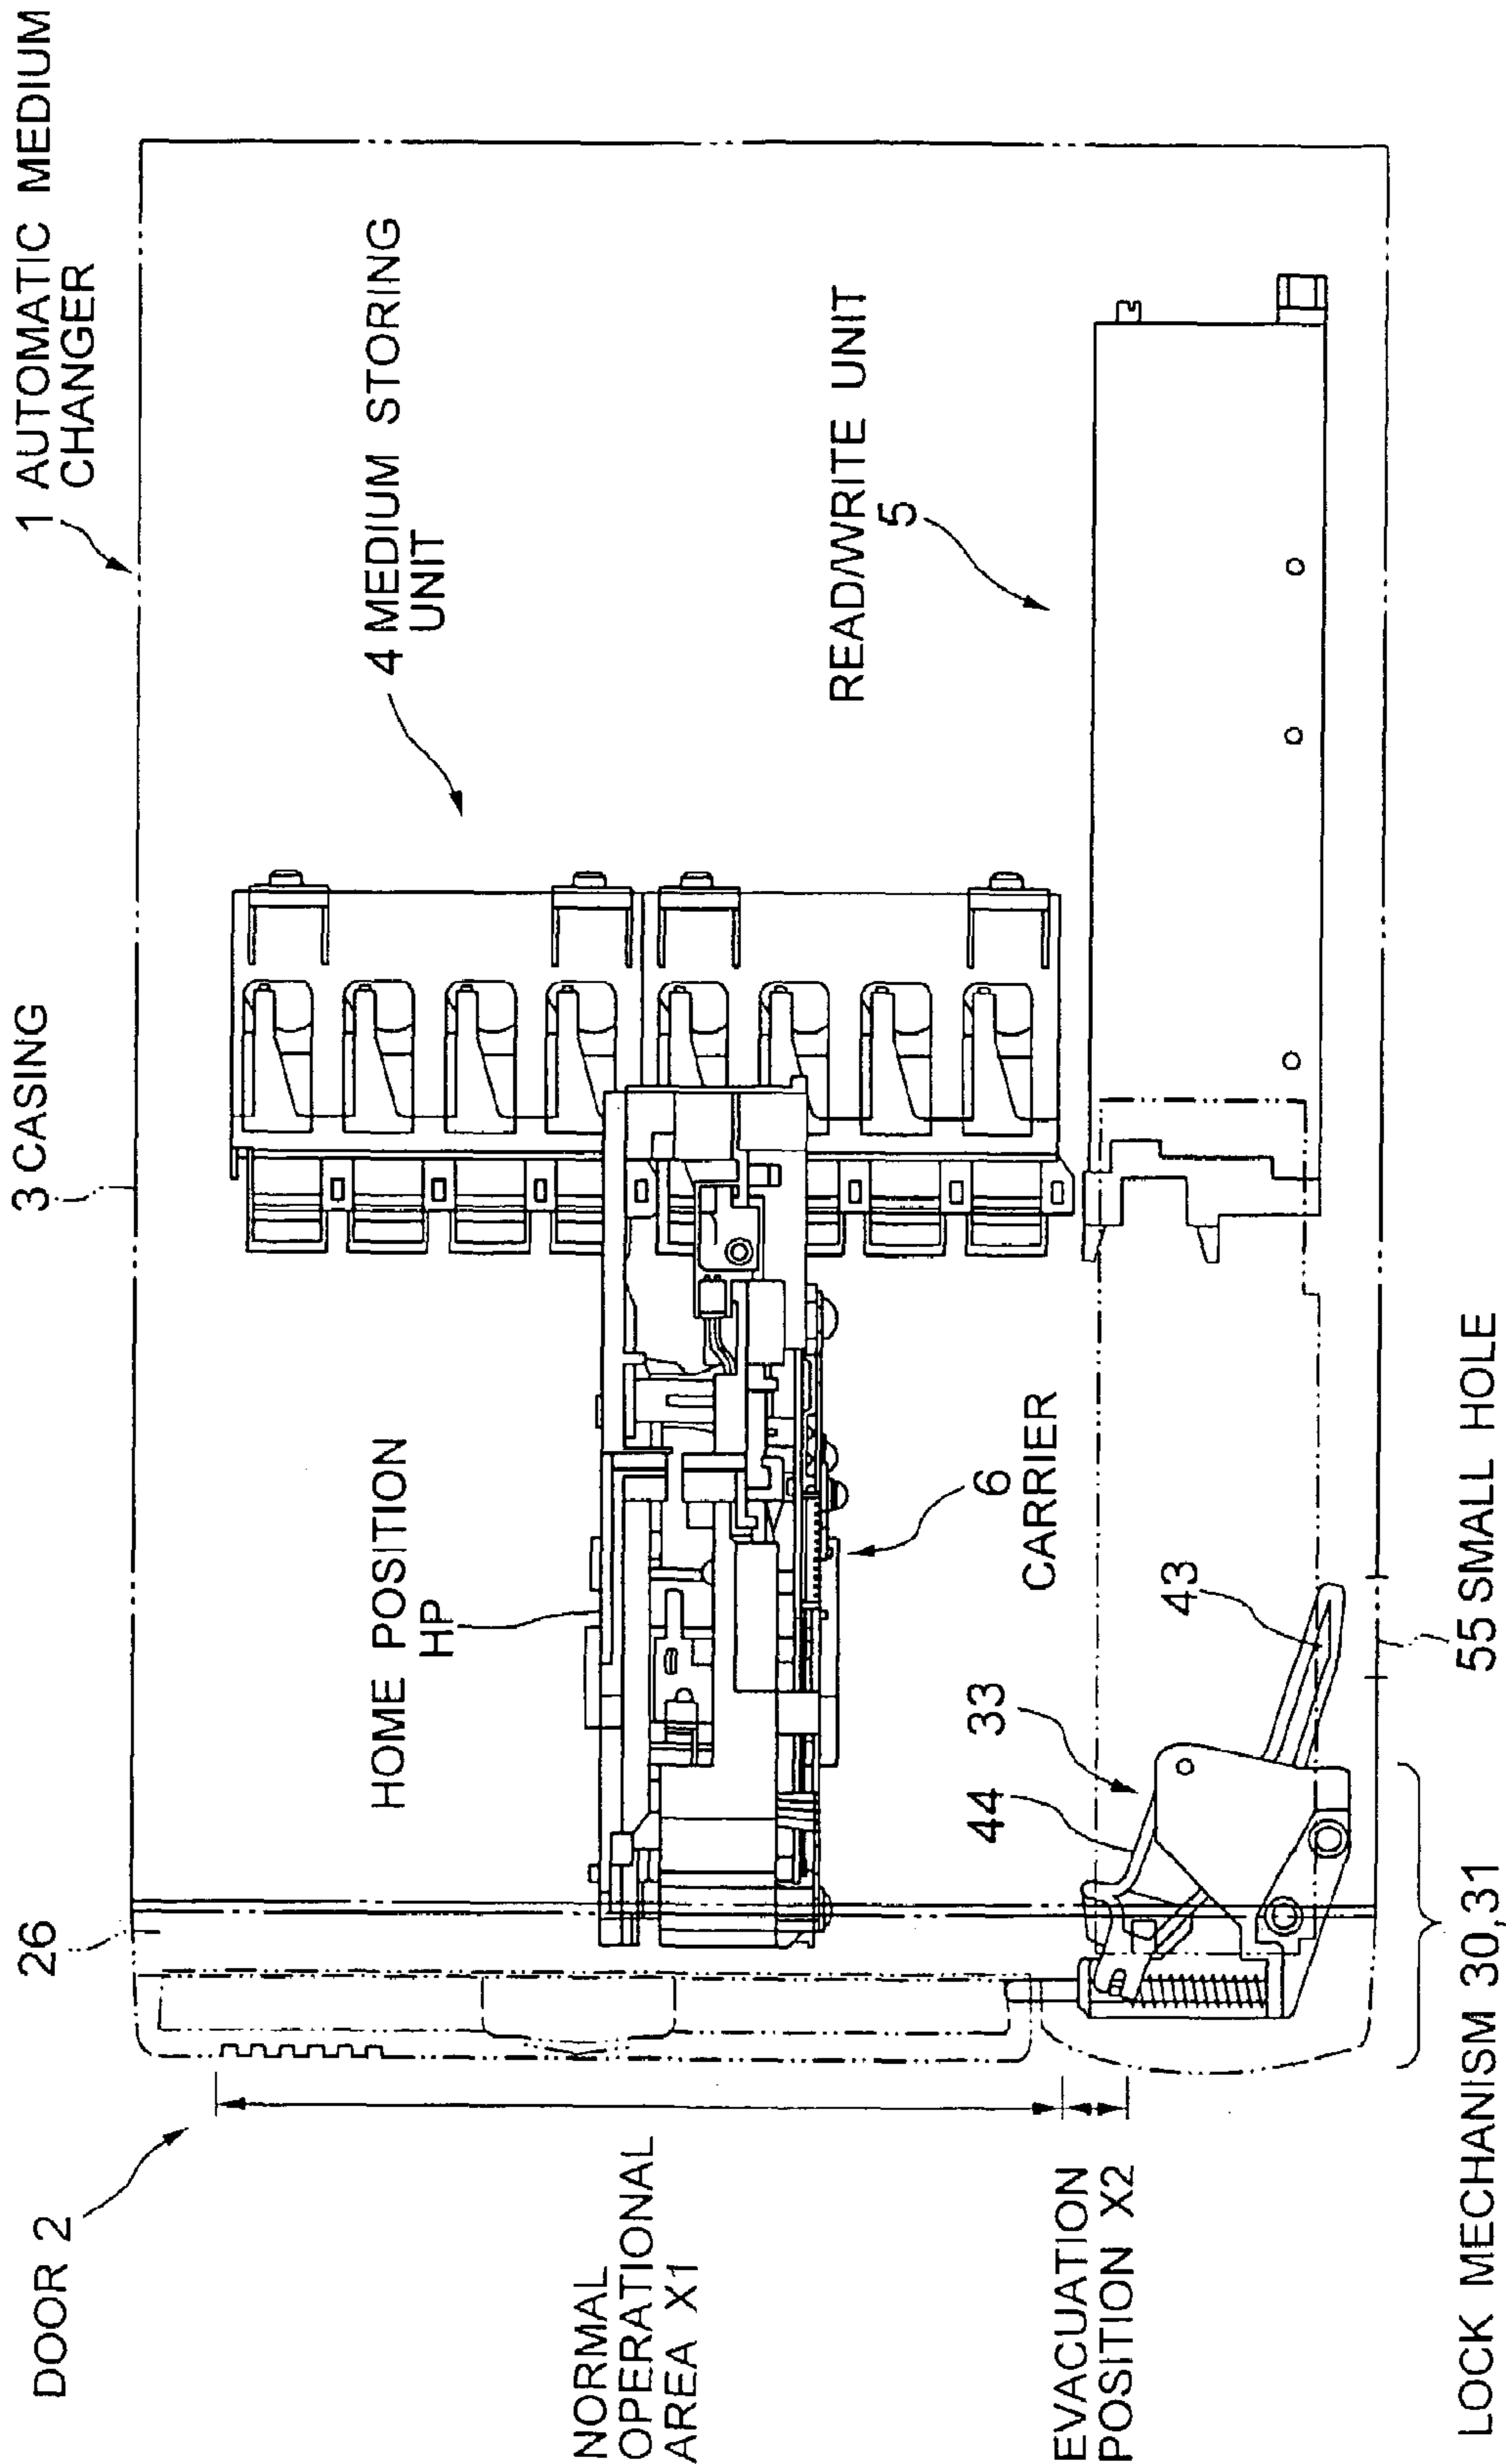 1 AUTOMATIC MEDIUM
CHANGER
3 CASING
26
DOOR 2
4 MEDIUM STORING
UNIT
HOME POSITION
HP
READ/WRITE UNIT
5
NORMAL
OPERATIONAL
AREA X1
6
CARRIER
33
44
43
EVACUATION
POSITION X2
55 SMALL HOLE
LOCK MECHANISM 30,31